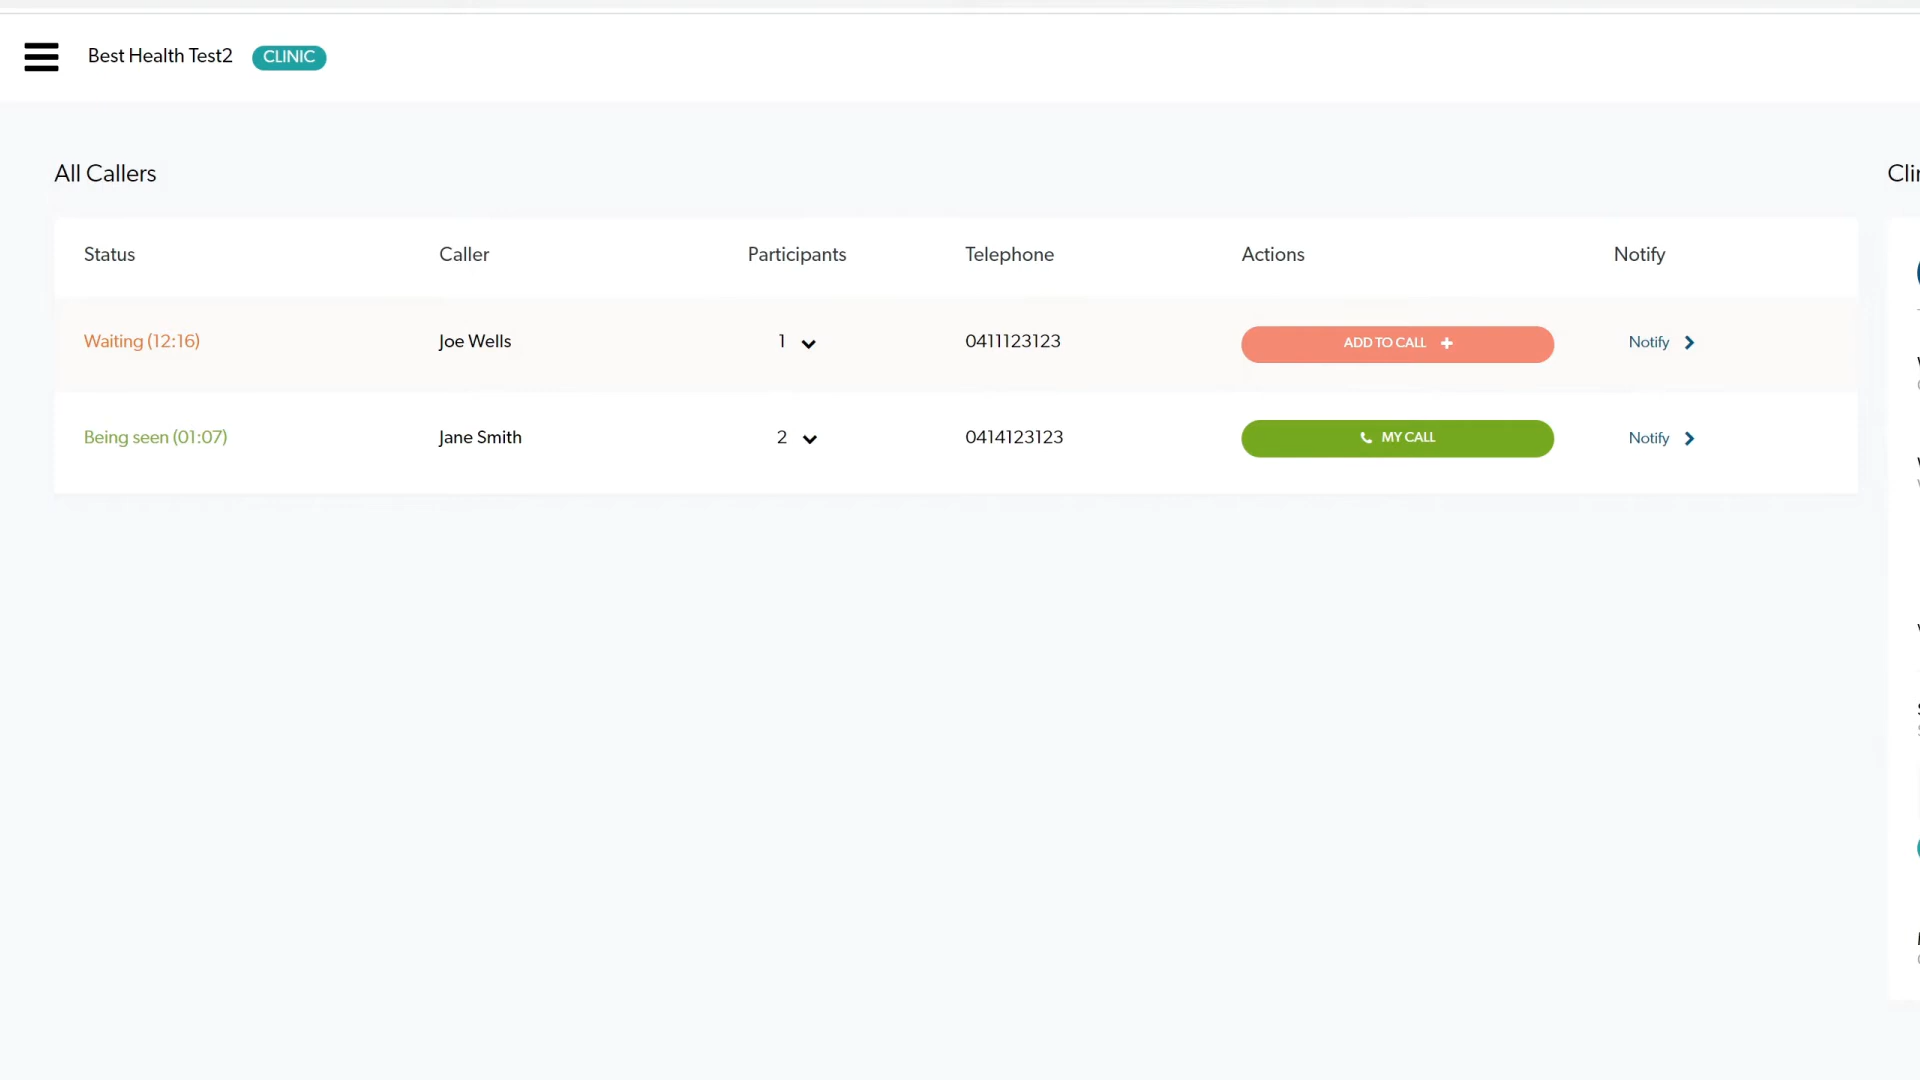 Best Health Test2 CLINIC
All Callers
Status Caller Participants Telephone Actions Notify
Waiting (12:16) Joe Wells 1 0411123123 ADD TO CALL Notify
Being seen (01:07) Jane Smith 2 0414123123 MY CALL Notify